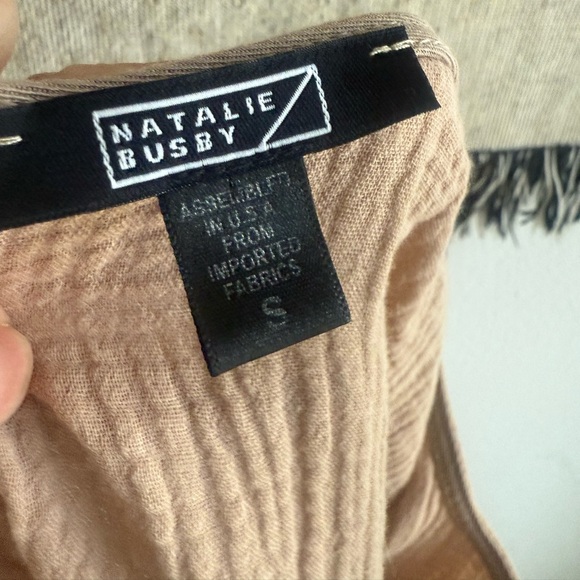 NATALIE
BUSBY
ASSEMBLED
IN U.S.A
FROM
IMPORTED
FABRICS
S